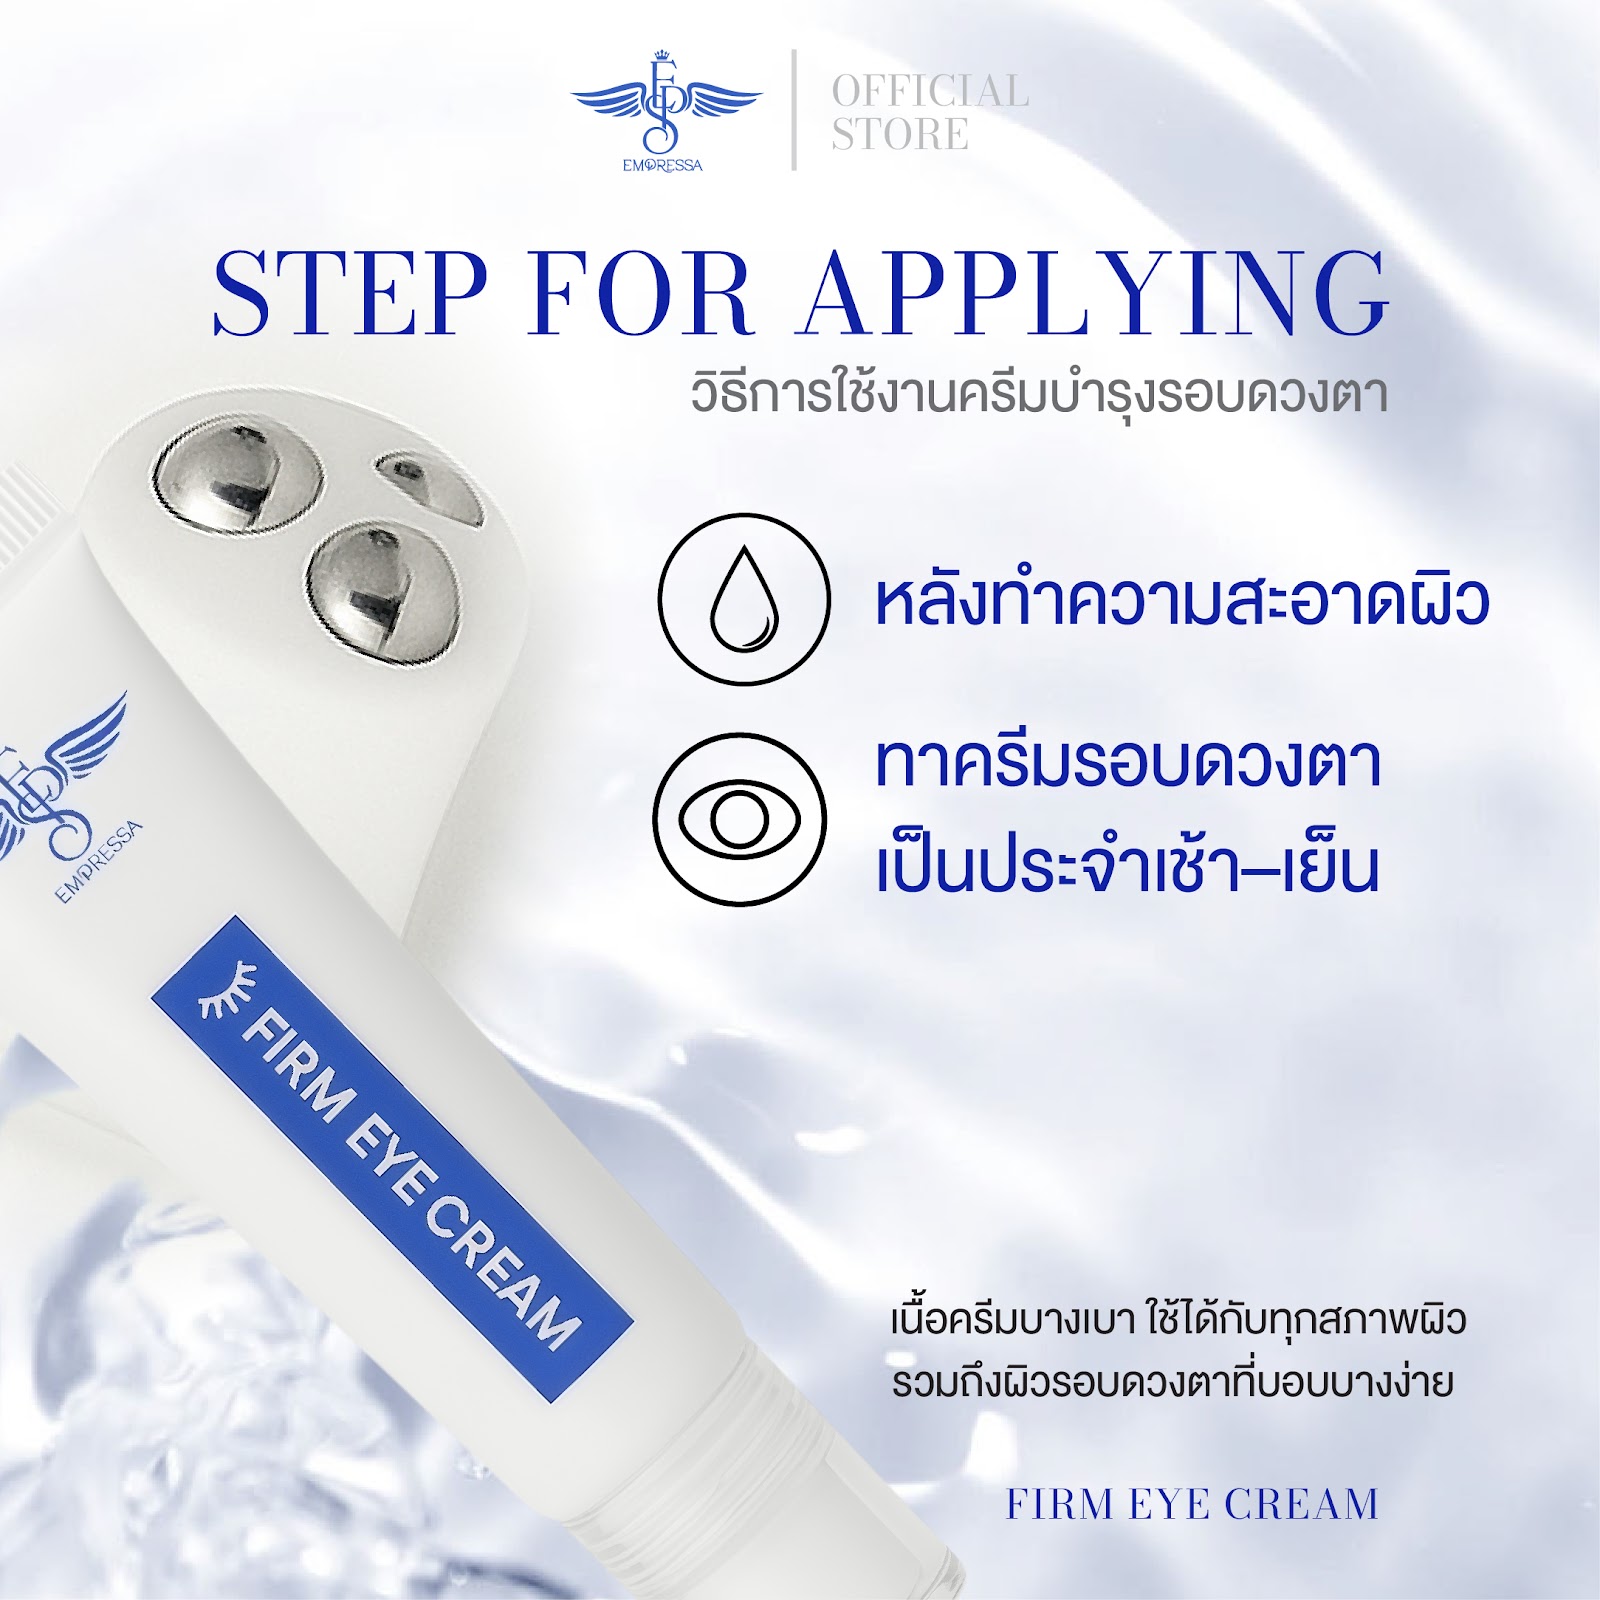 EMPRESSA
OFFICIAL
STORE
STEP FOR APPLYING
วิธีการใช้งานครีมบำรุงรอบดวงตา
หลังทำความสะอาดผิว
ทาครีมรอบดวงตา
เป็นประจำเช้า–เย็น
EMPRESSA
FIRM EYE CREAM
เนื้อครีมบางเบา ใช้ได้กับทุกสภาพผิว
รวมถึงผิวรอบดวงตาที่บอบบางง่าย
FIRM EYE CREAM